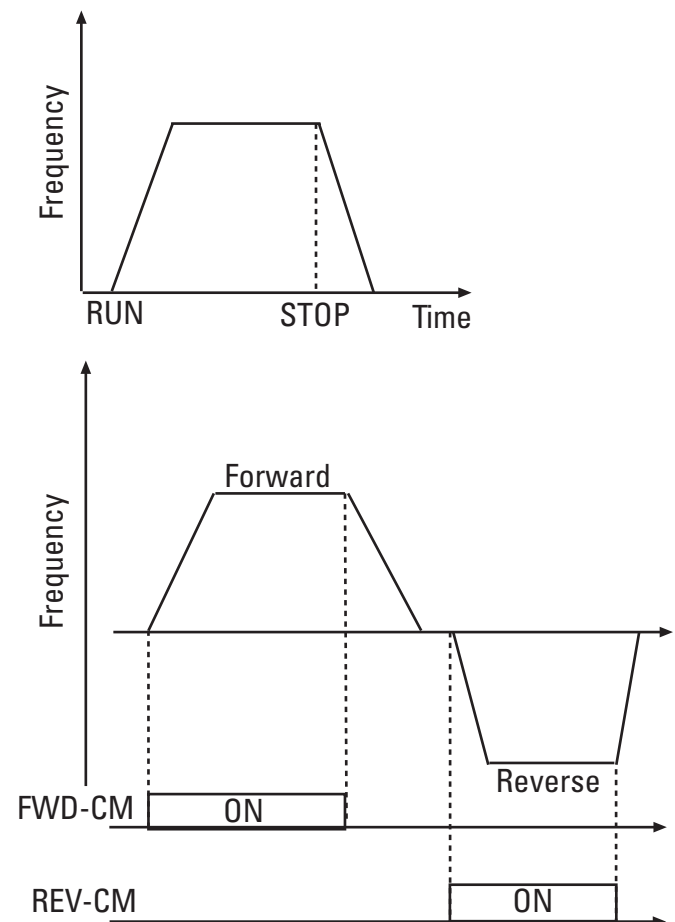 Frequency
RUN STOP Time
Forward
Frequency
Reverse
FWD-CM ON
REV-CM ON